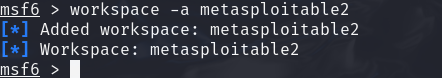 msf6 > workspace -a metasploitable2
[*] Added workspace: metasploitable2
[*] Workspace: metasploitable2
msf6 >